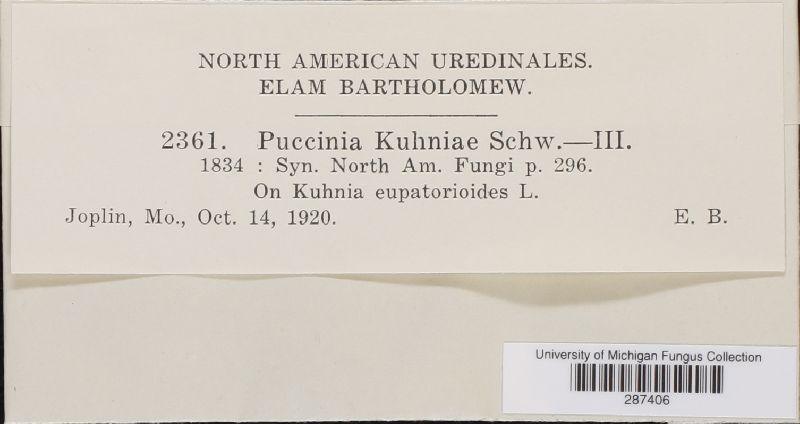 NORTH AMERICAN UREDINALES.
ELAM BARTHOLOMEW.
2361. Puccinia Kuhniae Schw.—III.
1834 : Syn. North Am. Fungi p. 296.
On Kuhnia eupatorioides L.
Joplin, Mo., Oct. 14, 1920. E. B.
University of Michigan Fungus Collection
287406